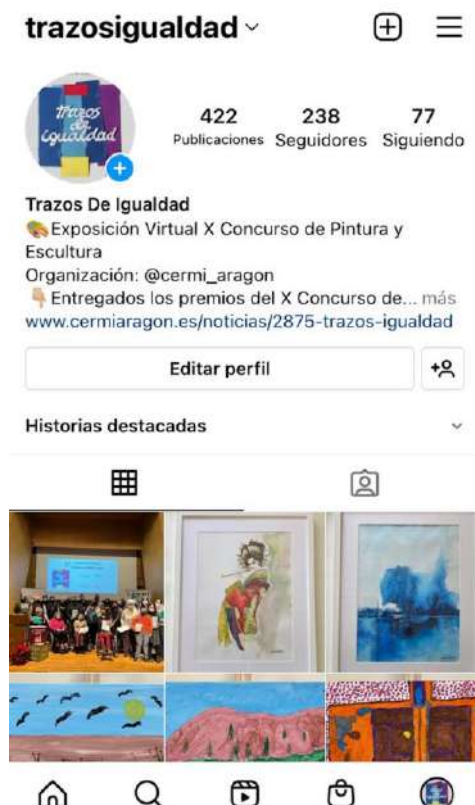 trazosigualdad
trazos
de
igualdad
422 238 77
Publicaciones Seguidores Siguiendo
Trazos De Igualdad
Exposición Virtual X Concurso de Pintura y
Escultura
Organización: @cermi_aragon
Entregados los premios del X Concurso de... más
www.cermiaragon.es/noticias/2875-trazos-igualdad
Editar perfil
Historias destacadas